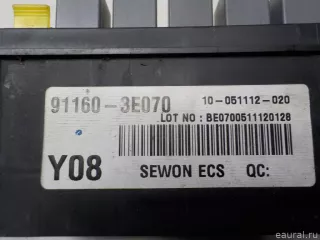 91160-3E070
10-051112-020
LOT NO : BE0700511120128
Y08
SEWON ECS QC:
eaural.ru